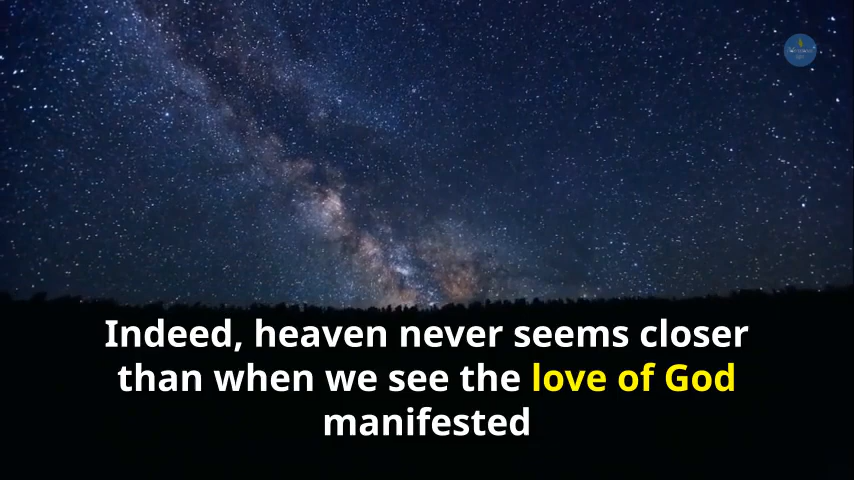 Indeed, heaven never seems closer
than when we see the love of God
manifested